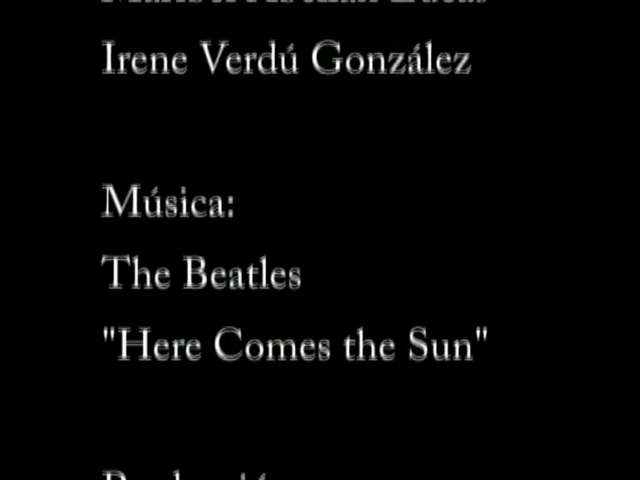 Irene Verdú González
Música:
The Beatles
"Here Comes the Sun"